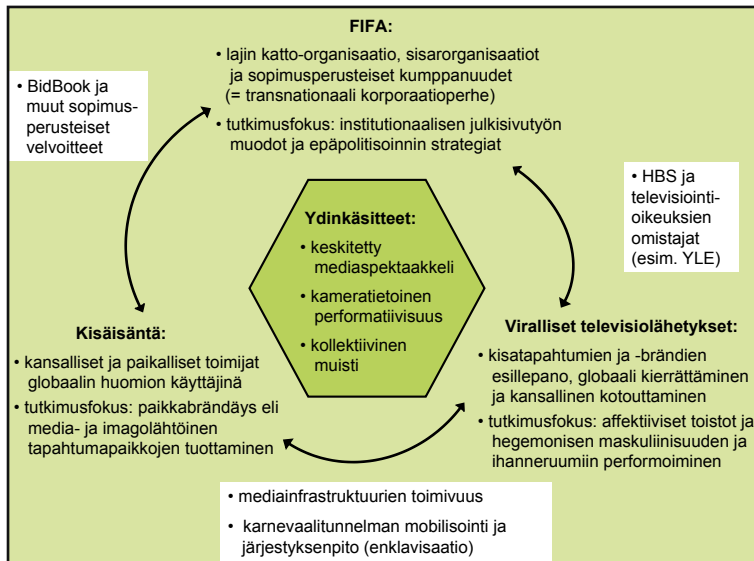 FIFA:
• lajin katto-organisaatio, sisarorganisaatiot
ja sopimusperusteiset kumppanuudet
(= transnationaali korporaatioperhe)
• tutkimusfokus: institutionaalisen julkisivutyön
muodot ja epäpolitisoinnin strategiat
• BidBook ja
muut sopimus-
perusteiset
velvoitteet
• HBS ja
televisiointi-
oikeuksien
omistajat
(esim. YLE)
Ydinkäsitteet:
• keskitetty
mediaspektaakkeli
• kameratietoinen
performatiivisuus
• kollektiivinen
muisti
Kisäisäntä:
• kansalliset ja paikalliset toimijat
globaalin huomion käyttäjinä
• tutkimusfokus: paikkabrändäys eli
media- ja imagolähtöinen
tapahtumapaikkojen tuottaminen
Viralliset televisiolähetykset:
• kisatapahtumien ja -brändien
esillepano, globaali kierrättäminen
ja kansallinen kotouttaminen
• tutkimusfokus: affektiiviset toistot ja
hegemonisen maskuliinisuuden ja
ihanneruumiin performoiminen
• mediainfrastruktuurien toimivuus
• karnevaalitunnelman mobilisointi ja
järjestyksenpito (enklavisaatio)